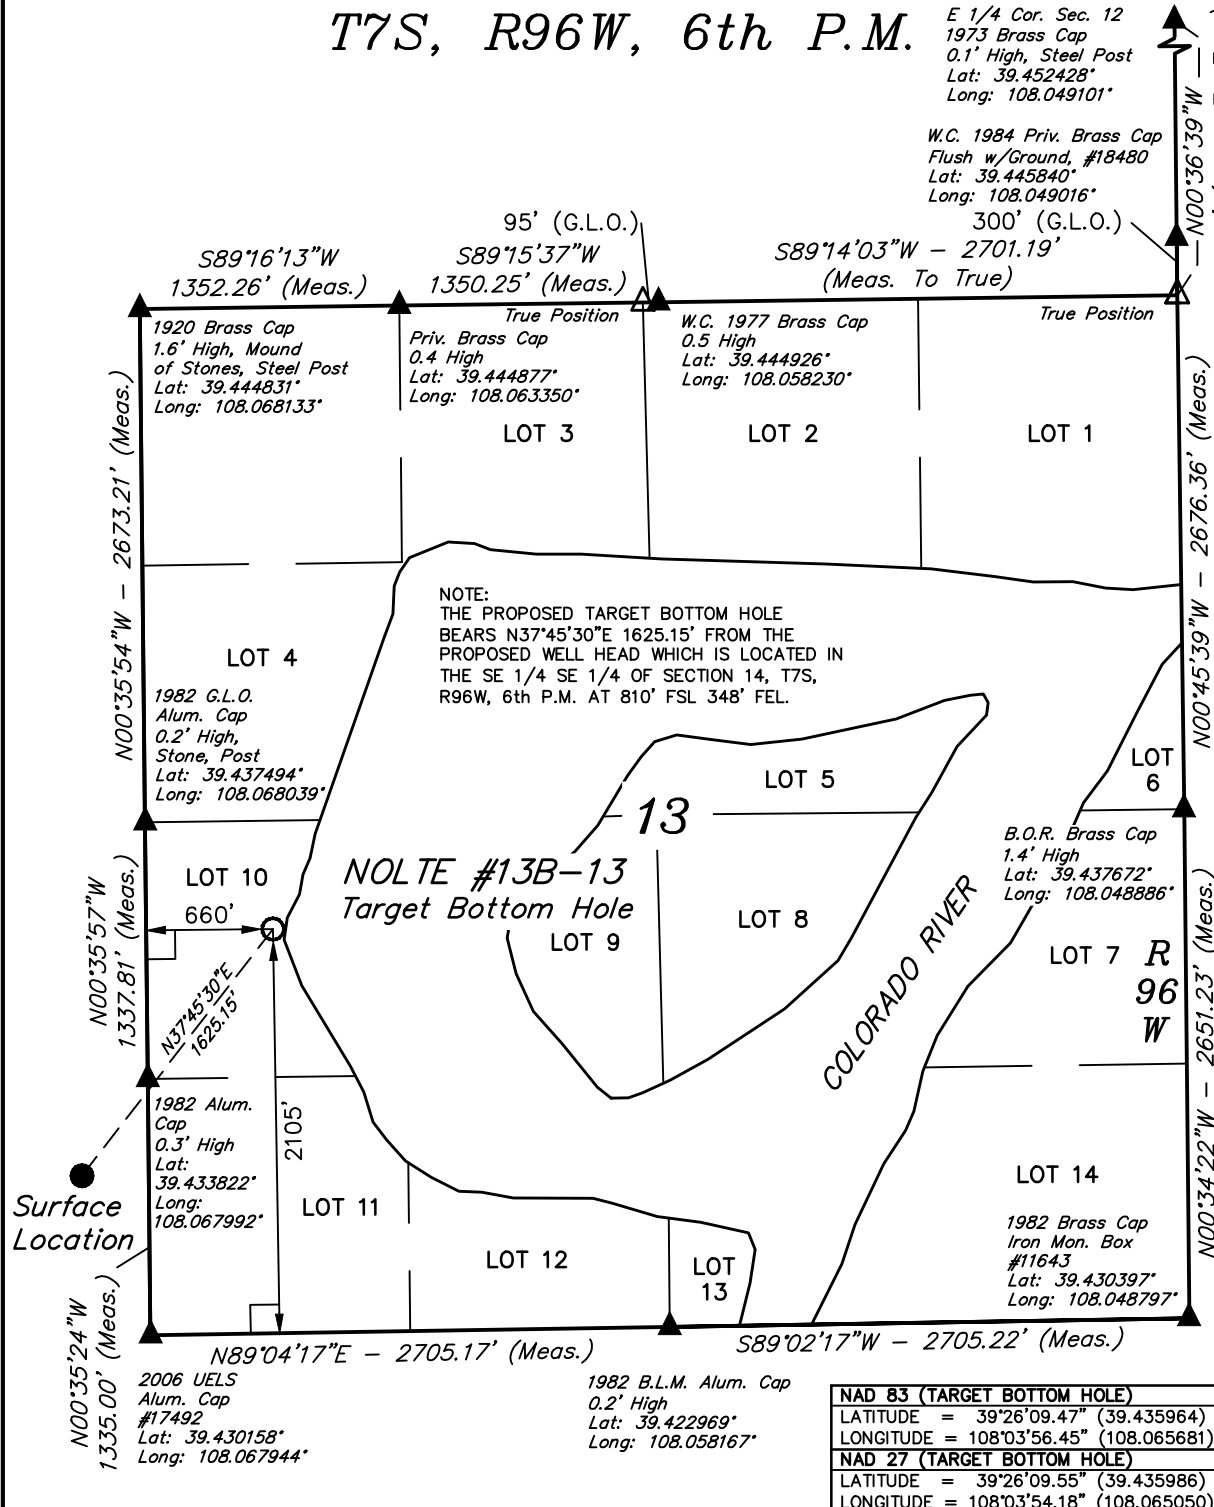 T7S, R96W, 6th P.M.
E 1/4 Cor. Sec. 12
1973 Brass Cap
0.1' High, Steel Post
Lat: 39.452428°
Long: 108.049101°
W.C. 1984 Priv. Brass Cap
Flush w/Ground, #18480
Lat: 39.445840°
Long: 108.049016°
N00°36'39"W
95' (G.L.O.)
300' (G.L.O.)
S89°16'13"W
1352.26' (Meas.)
S89°15'37"W
1350.25' (Meas.)
S89°14'03"W – 2701.19'
(Meas. To True)
True Position
True Position
1920 Brass Cap
1.6' High, Mound
of Stones, Steel Post
Lat: 39.444831°
Long: 108.068133°
Priv. Brass Cap
0.4 High
Lat: 39.444877°
Long: 108.063350°
W.C. 1977 Brass Cap
0.5 High
Lat: 39.444926°
Long: 108.058230°
LOT 3
LOT 2
LOT 1
N00°35'54"W – 2673.21' (Meas.)
N00°45'39"W – 2676.36' (Meas.)
NOTE:
THE PROPOSED TARGET BOTTOM HOLE
BEARS N37°45'30"E 1625.15' FROM THE
PROPOSED WELL HEAD WHICH IS LOCATED IN
THE SE 1/4 SE 1/4 OF SECTION 14, T7S,
R96W, 6th P.M. AT 810' FSL 348' FEL.
LOT 4
1982 G.L.O.
Alum. Cap
0.2' High,
Stone, Post
Lat: 39.437494°
Long: 108.068039°
LOT 5
LOT
6
13
B.O.R. Brass Cap
1.4' High
Lat: 39.437672°
Long: 108.048886°
LOT 10
660'
NOLTE #13B–13
Target Bottom Hole
LOT 9
LOT 8
COLORADO RIVER
LOT 7
R
96
W
N00°35'57"W
1337.81' (Meas.)
N37°45'30"E
1625.15'
N00°34'22"W – 2651.23' (Meas.)
1982 Alum.
Cap
0.3' High
Lat:
39.433822°
Long:
108.067992°
2105'
Surface
Location
LOT 11
LOT 12
LOT
13
LOT 14
1982 Brass Cap
Iron Mon. Box
#11643
Lat: 39.430397°
Long: 108.048797°
N00°35'24"W
1335.00' (Meas.)
N89°04'17"E – 2705.17' (Meas.)
S89°02'17"W – 2705.22' (Meas.)
2006 UELS
Alum. Cap
#17492
Lat: 39.430158°
Long: 108.067944°
1982 B.L.M. Alum. Cap
0.2' High
Lat: 39.422969°
Long: 108.058167°
NAD 83 (TARGET BOTTOM HOLE)
LATITUDE = 39°26'09.47" (39.435964)
LONGITUDE = 108°03'56.45" (108.065681)
NAD 27 (TARGET BOTTOM HOLE)
LATITUDE = 39°26'09.55" (39.435986)
LONGITUDE = 108°03'54.18" (108.065050)